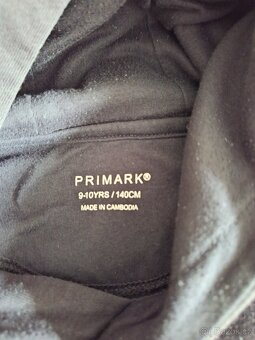 PRIMARK®
9-10YRS / 140CM
MADE IN CAMBODIA